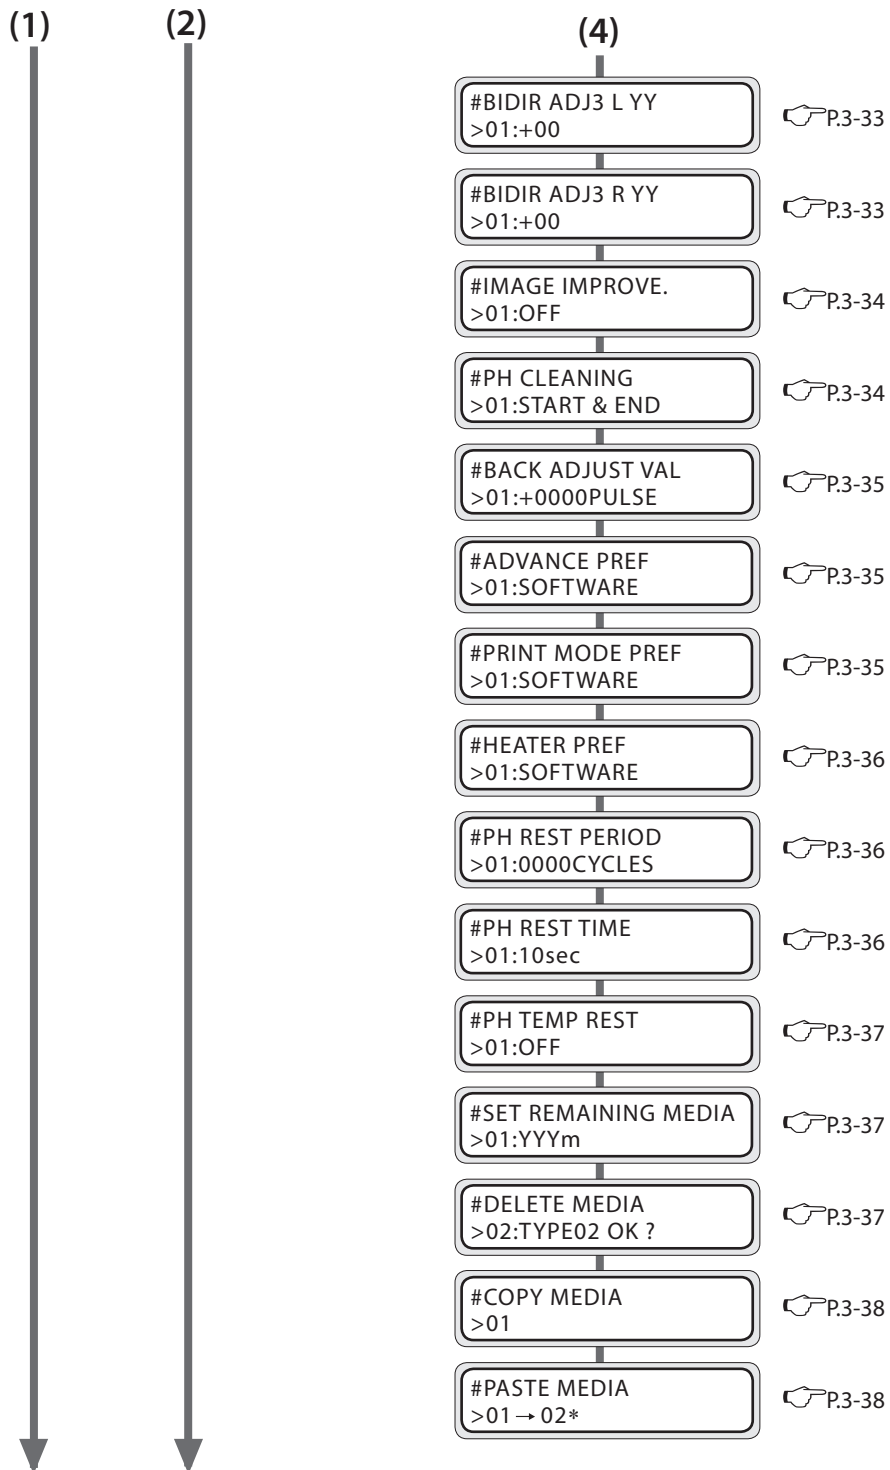 (1)
(2)
(4)
#BIDIR ADJ3 L YY
>01:+00
P.3-33
#BIDIR ADJ3 R YY
>01:+00
P.3-33
#IMAGE IMPROVE.
>01:OFF
P.3-34
#PH CLEANING
>01:START & END
P.3-34
#BACK ADJUST VAL
>01:+0000PULSE
P.3-35
#ADVANCE PREF
>01:SOFTWARE
P.3-35
#PRINT MODE PREF
>01:SOFTWARE
P.3-35
#HEATER PREF
>01:SOFTWARE
P.3-36
#PH REST PERIOD
>01:0000CYCLES
P.3-36
#PH REST TIME
>01:10sec
P.3-36
#PH TEMP REST
>01:OFF
P.3-37
#SET REMAINING MEDIA
>01:YYYm
P.3-37
#DELETE MEDIA
>02:TYPE02 OK ?
P.3-37
#COPY MEDIA
>01
P.3-38
#PASTE MEDIA
>01→02*
P.3-38